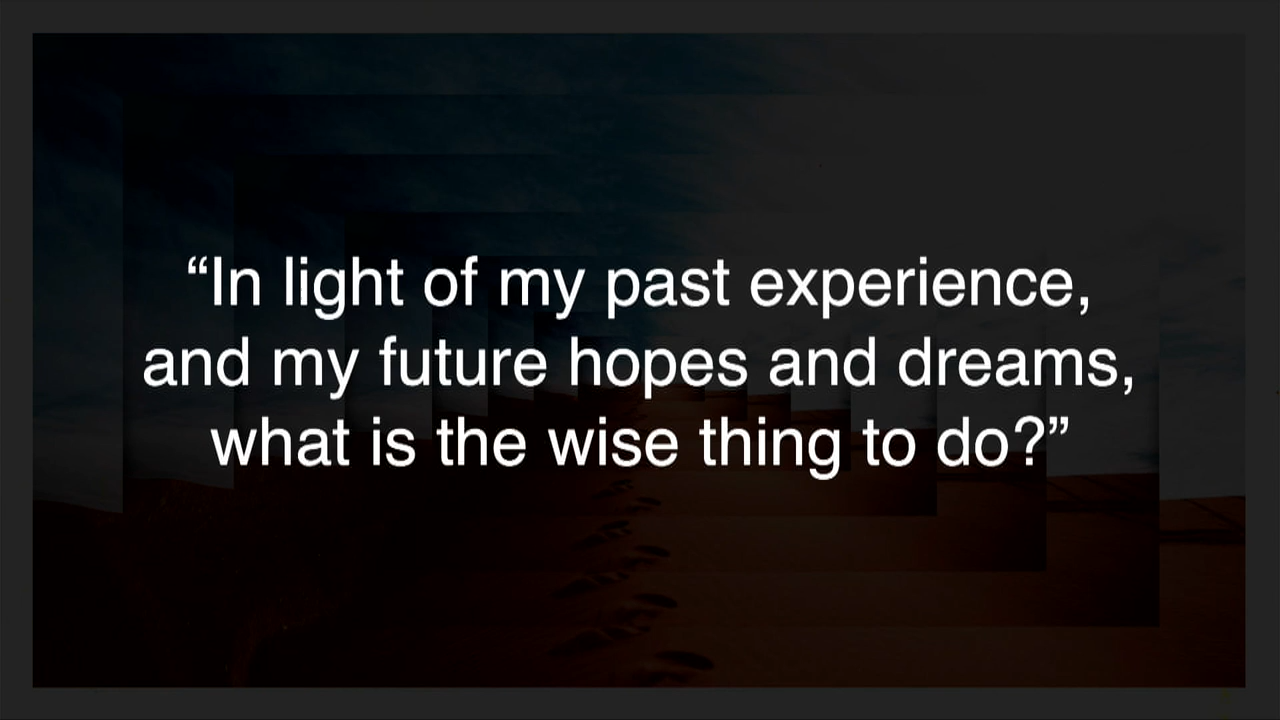 “In light of my past experience,
and my future hopes and dreams,
what is the wise thing to do?”